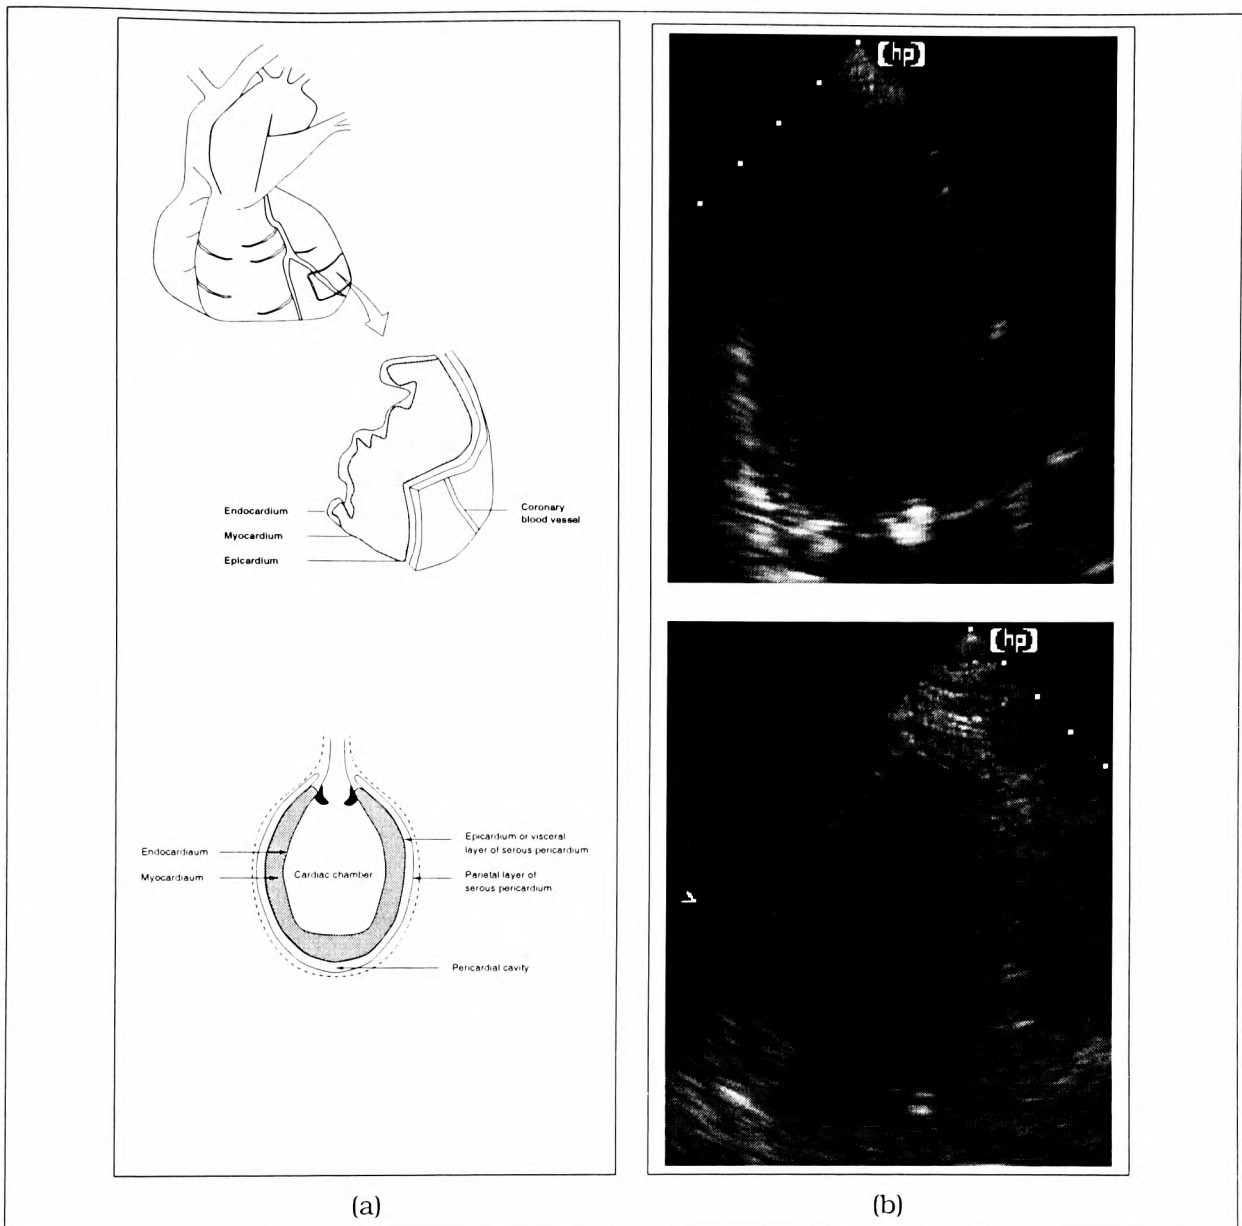 Endocardium
Myocardium
Epicardium
Coronary
blood vessel
Endocardiaum
Myocardiaum
Cardiac chamber
Epicardium or visceral
layer of serous pericardium
Parietal layer of
serous pericardium
Pericardial cavity
(a)
(hp)
(hp)
(b)